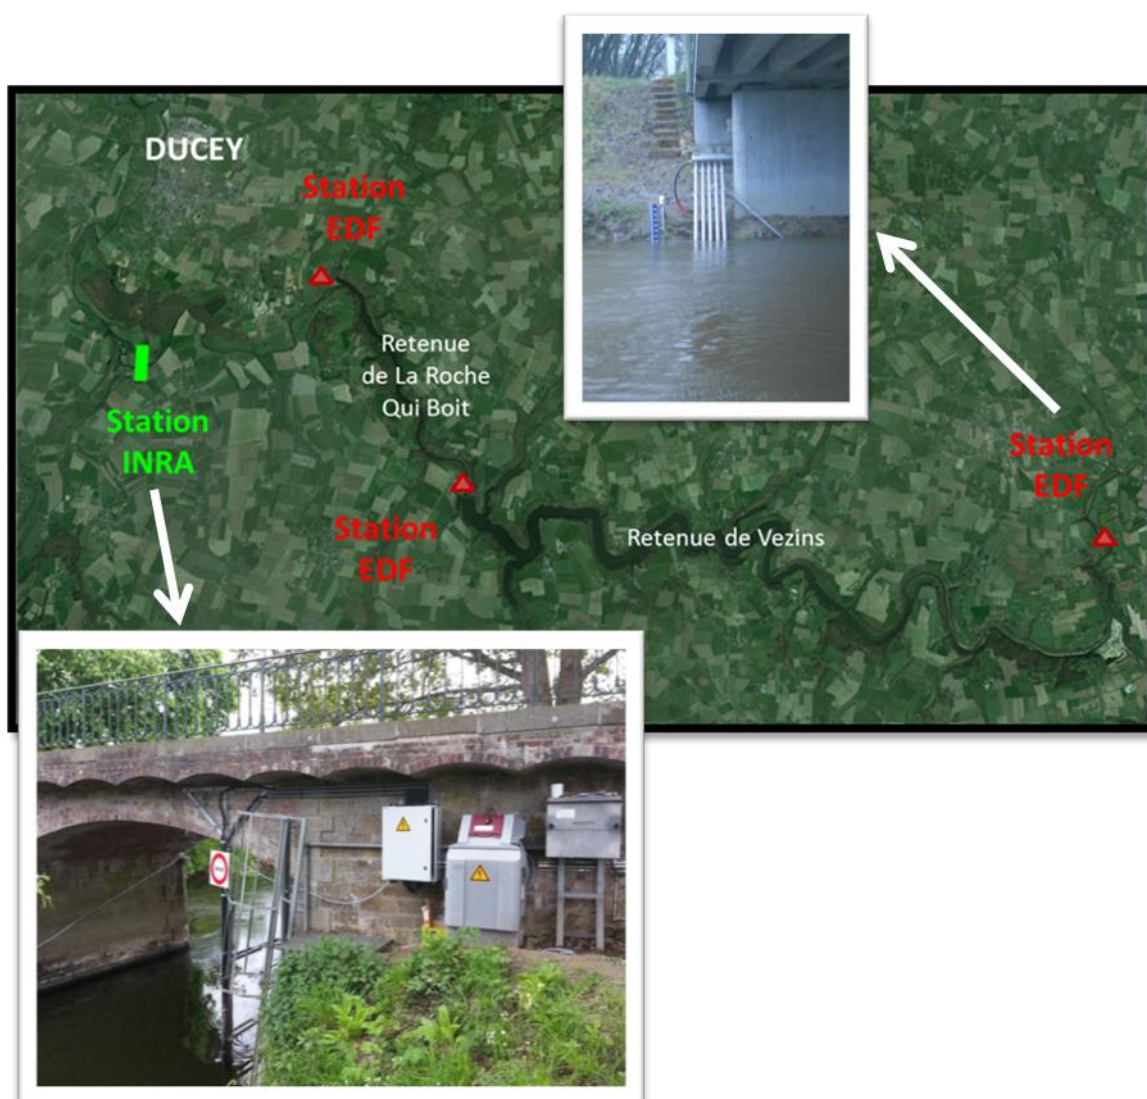 DUCEY
Station
EDF
Retenue
de La Roche
Qui Boit
Station
INRA
Station
EDF
Retenue de Vezins
Station
EDF